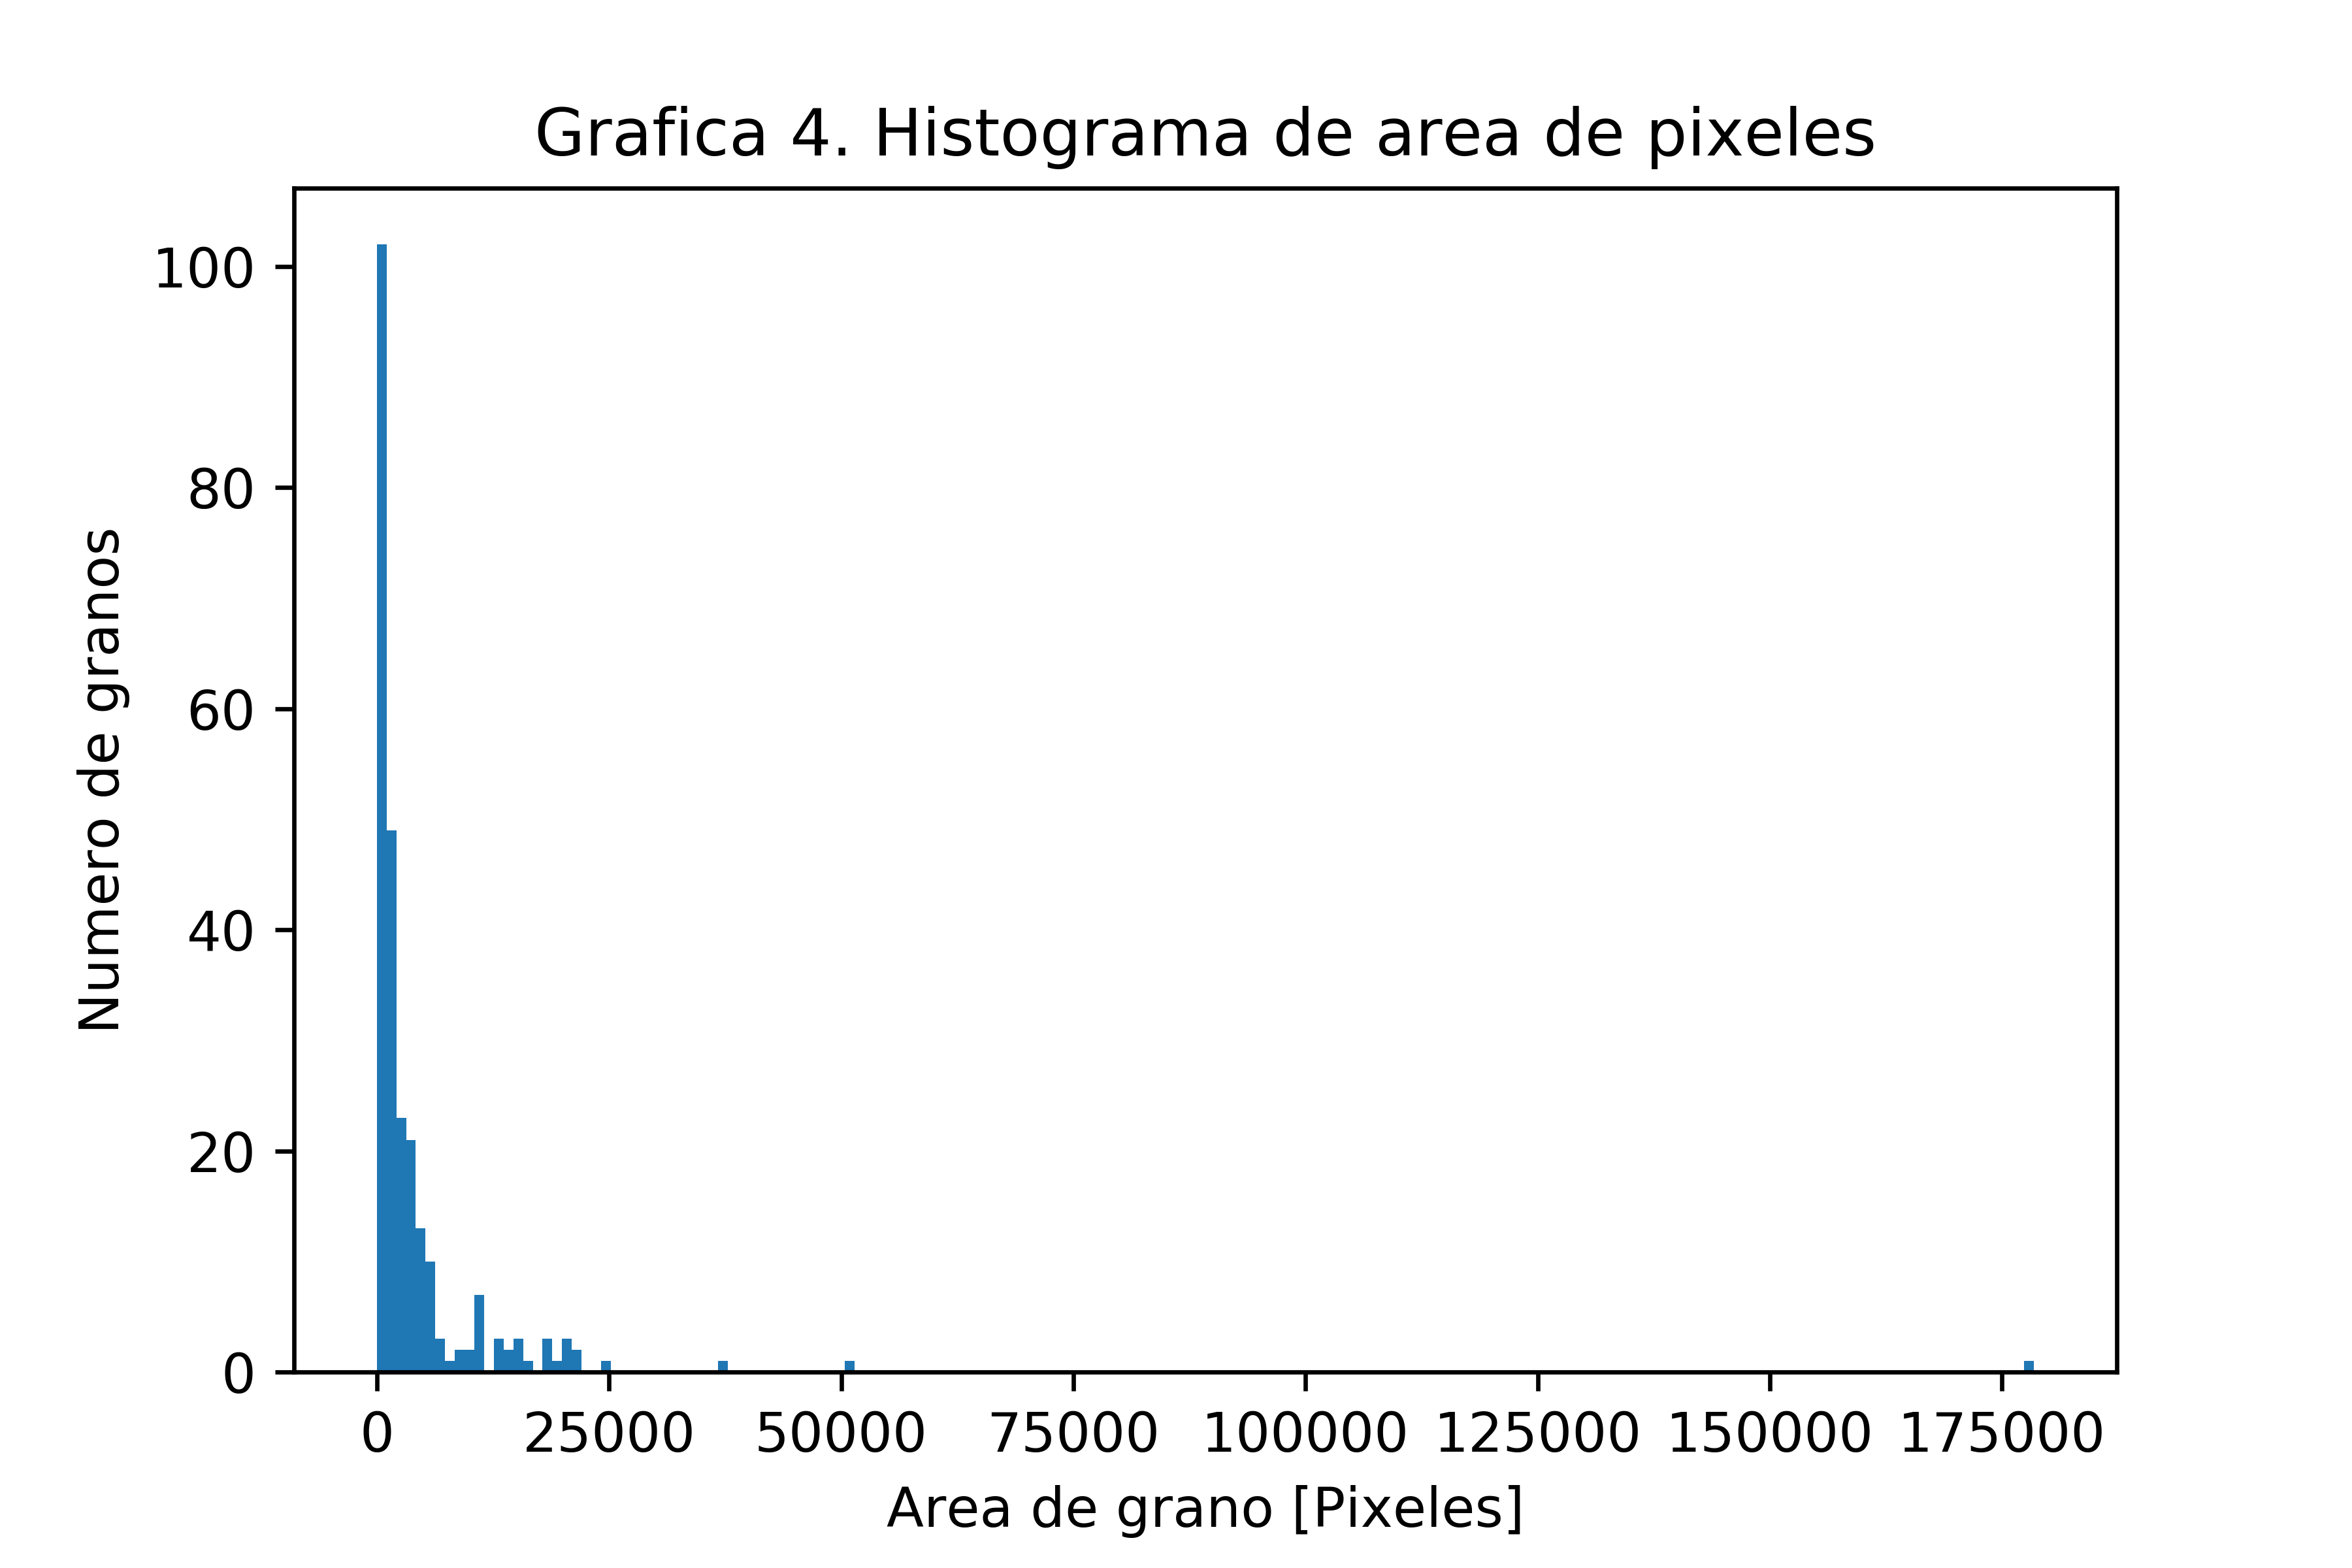 Grafica 4. Histograma de area de pixeles
Numero de granos
100
80
60
40
20
0
0 25000 50000 75000 100000 125000 150000 175000
Area de grano [Pixeles]